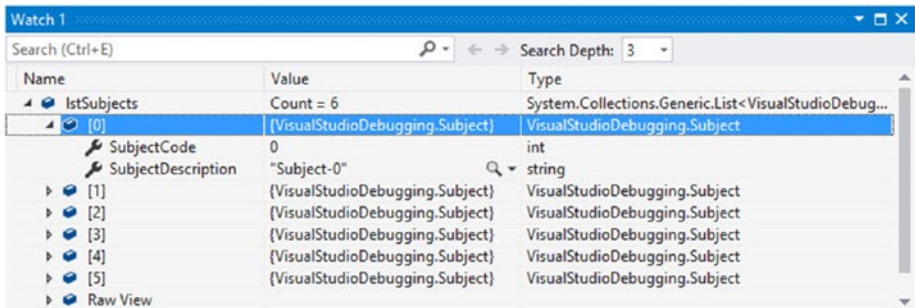 Watch 1
Search (Ctrl+E) Search Depth: 3
Name Value Type
lstSubjects Count = 6 System.Collections.Generic.List<VisualStudioDebug...
[0] {VisualStudioDebugging.Subject} VisualStudioDebugging.Subject
SubjectCode 0 int
SubjectDescription "Subject-0" string
[1] {VisualStudioDebugging.Subject} VisualStudioDebugging.Subject
[2] {VisualStudioDebugging.Subject} VisualStudioDebugging.Subject
[3] {VisualStudioDebugging.Subject} VisualStudioDebugging.Subject
[4] {VisualStudioDebugging.Subject} VisualStudioDebugging.Subject
[5] {VisualStudioDebugging.Subject} VisualStudioDebugging.Subject
Raw View